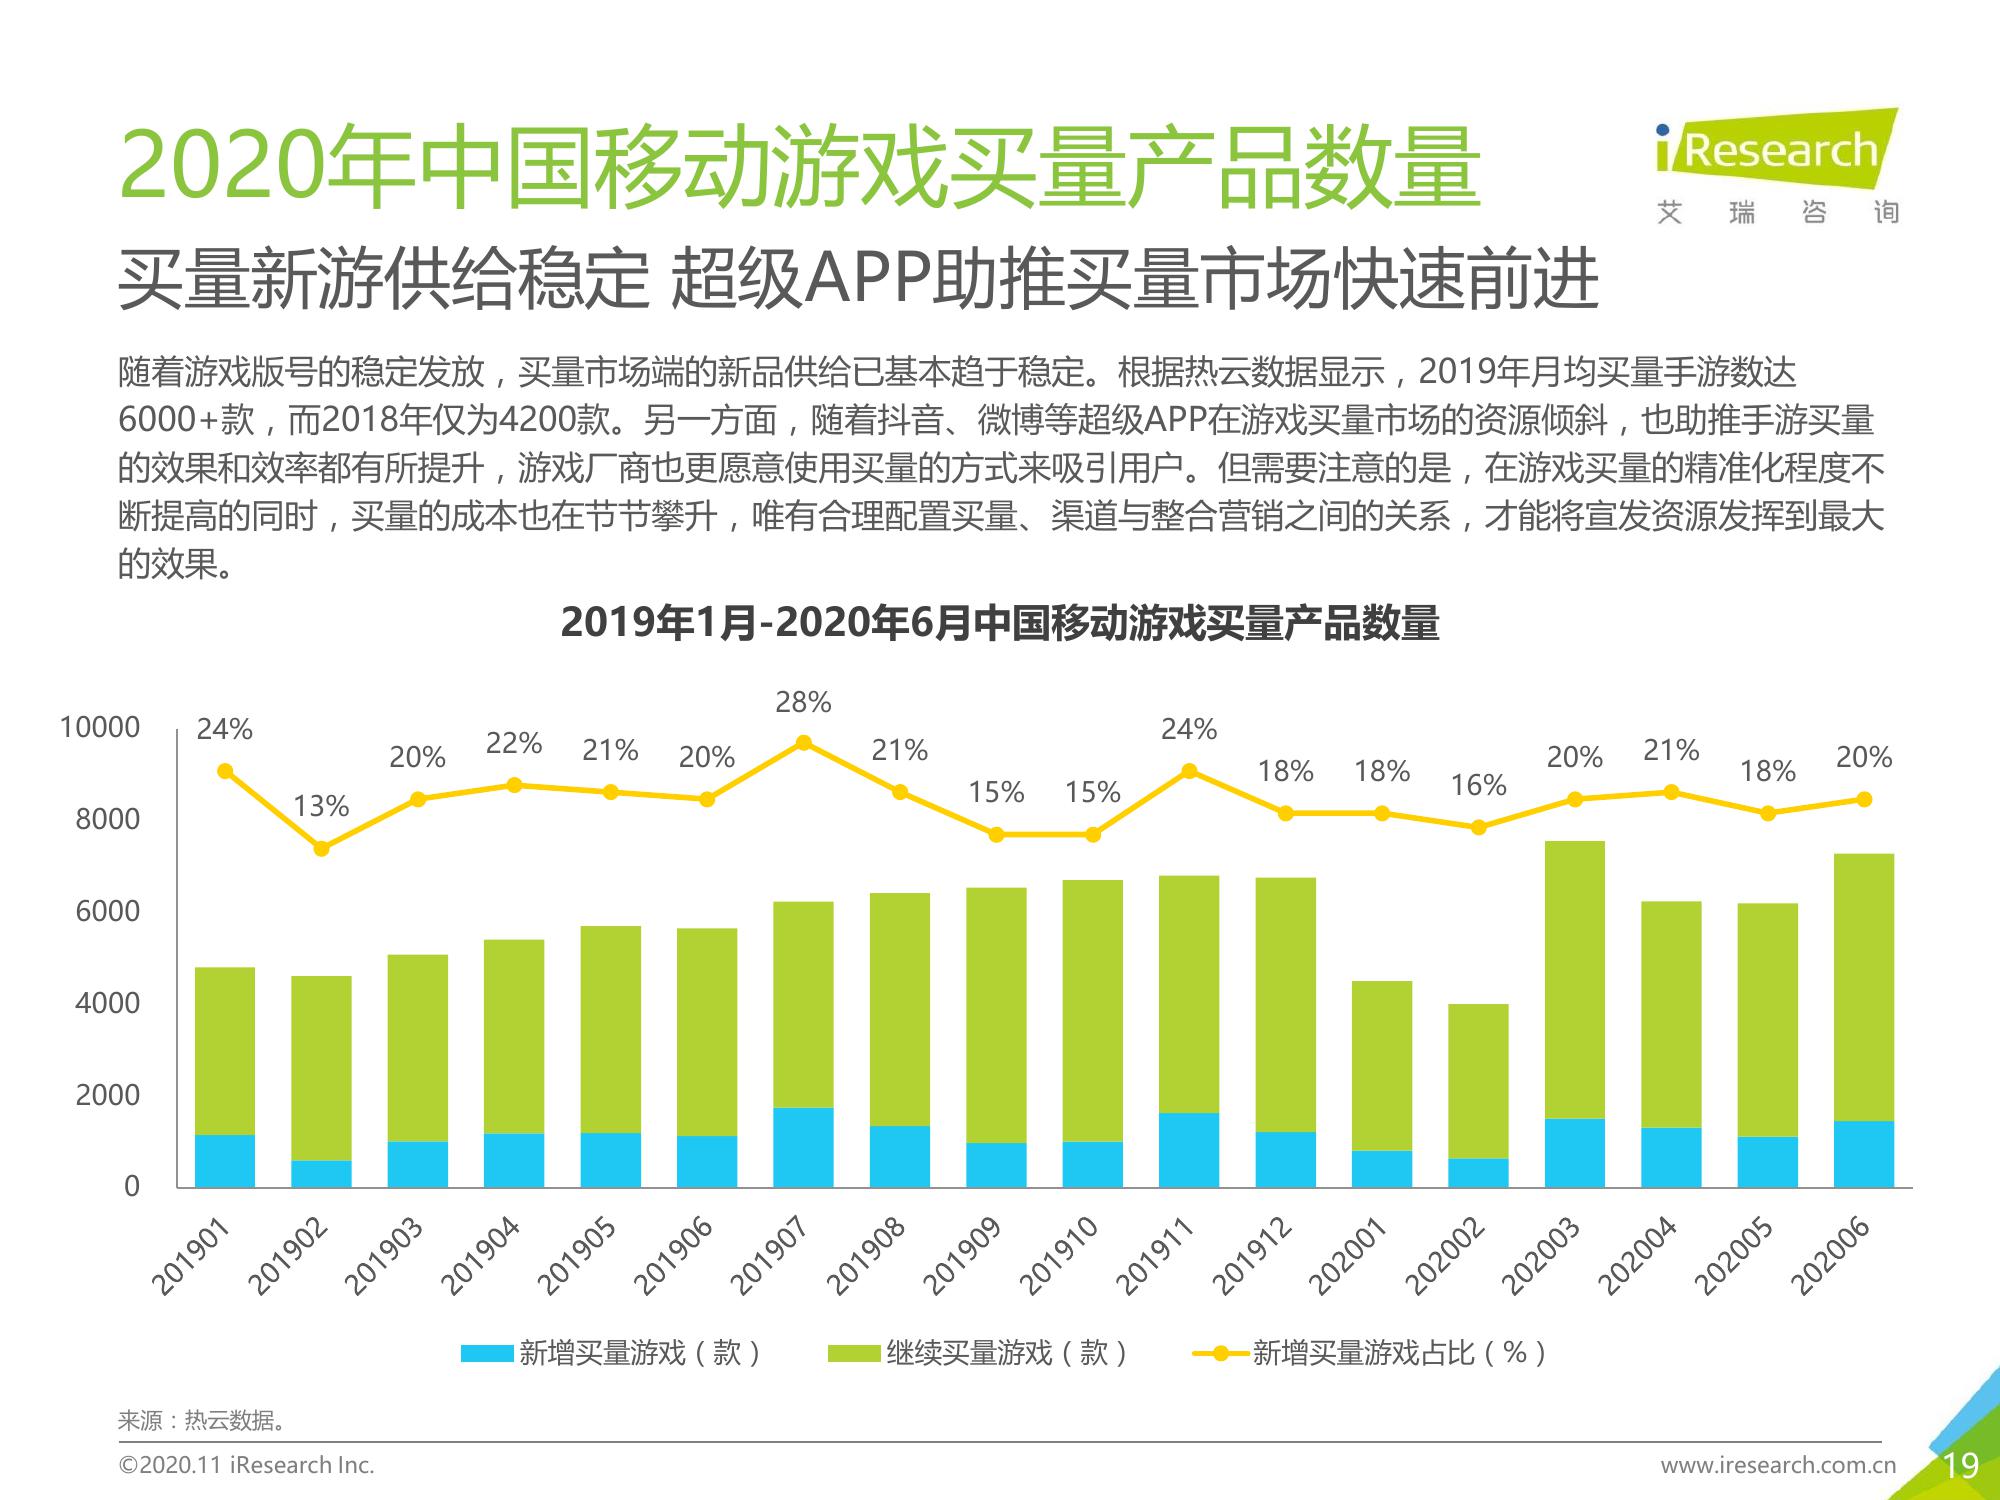 2020年中国移动游戏买量产品数量
iResearch
艾瑞咨询
买量新游供给稳定 超级APP助推买量市场快速前进
随着游戏版号的稳定发放，买量市场端的新品供给已基本趋于稳定。根据热云数据显示，2019年月均买量手游数达
6000+款，而2018年仅为4200款。另一方面，随着抖音、微博等超级APP在游戏买量市场的资源倾斜，也助推手游买量
的效果和效率都有所提升，游戏厂商也更愿意使用买量的方式来吸引用户。但需要注意的是，在游戏买量的精准化程度不
断提高的同时，买量的成本也在节节攀升，唯有合理配置买量、渠道与整合营销之间的关系，才能将宣发资源发挥到最大
的效果。
2019年1月-2020年6月中国移动游戏买量产品数量
24% 13% 20% 22% 21% 20% 28% 21% 15% 15% 24% 18% 18% 16% 20% 21% 18% 20%
10000
8000
6000
4000
2000
0
201901 201902 201903 201904 201905 201906 201907 201908 201909 201910 201911 201912 202001 202002 202003 202004 202005 202006
新增买量游戏（款） 继续买量游戏（款） 新增买量游戏占比（%）
来源：热云数据。
©2020.11 iResearch Inc. www.iresearch.com.cn 19